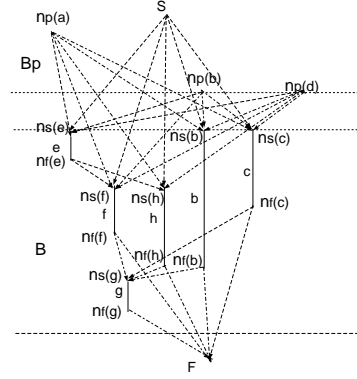 S
np(a)
Bp
np(b)
np(d)
ns(e)
ns(b)
ns(c)
e
nf(e)
c
ns(f)
ns(h)
b
f
h
nf(c)
nf(f)
B
nf(h)
nf(b)
ns(g)
g
nf(g)
F